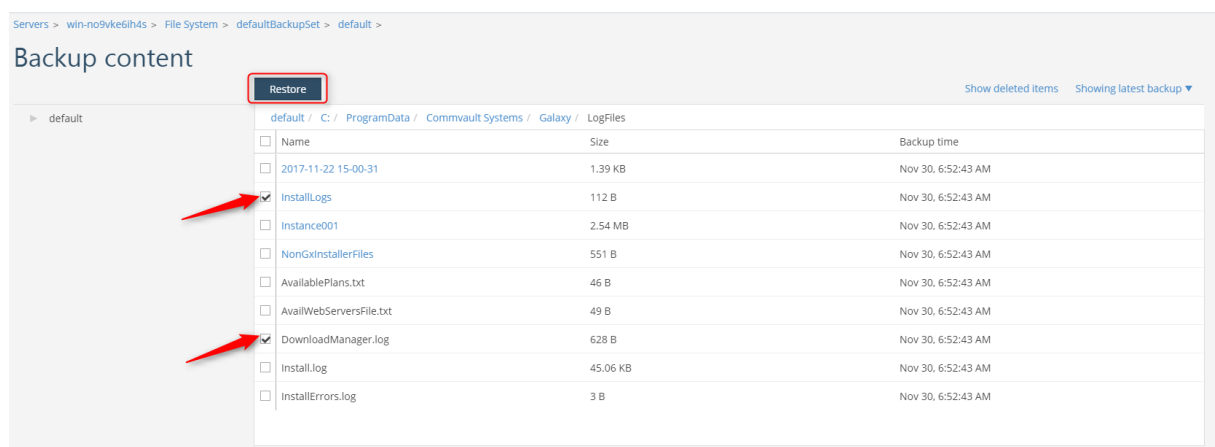 Servers > win-no9vke6ih4s > File System > defaultBackupSet > default >
Backup content
Restore
Show deleted items Showing latest backup ▼
default
default / C: / ProgramData / Commvault Systems / Galaxy / LogFiles
Name Size Backup time
2017-11-22 15-00-31 1.39 KB Nov 30, 6:52:43 AM
InstallLogs 112 B Nov 30, 6:52:43 AM
Instance001 2.54 MB Nov 30, 6:52:43 AM
NonGxInstallerFiles 551 B Nov 30, 6:52:43 AM
AvailablePlans.txt 46 B Nov 30, 6:52:43 AM
AvailWebServersFile.txt 49 B Nov 30, 6:52:43 AM
DownloadManager.log 628 B Nov 30, 6:52:43 AM
Install.log 45.06 KB Nov 30, 6:52:43 AM
InstallErrors.log 3 B Nov 30, 6:52:43 AM